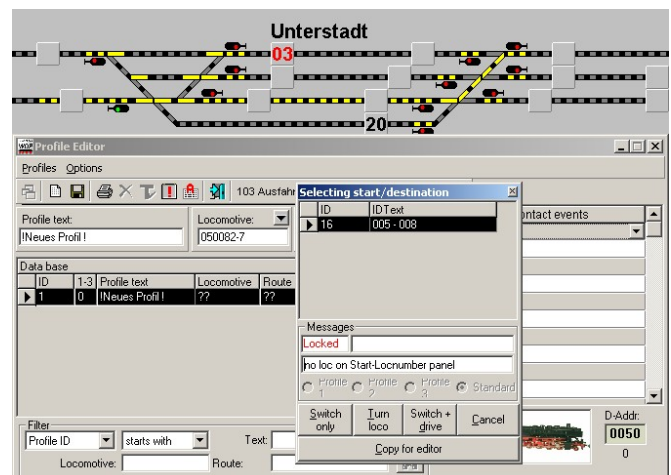 Unterstadt
03
20
Profile Editor
Profiles Options
103 Ausfahr
Selecting start/destination
Profile text:
Locomotive:
!Neues Profil !
050082-7
ID IDText
16 005 - 008
ntact events
Data base
ID 1-3 Profile text Locomotive Route
1 0 !Neues Profil ! ?? ??
Messages
Locked
no loc on Start-Locnumber panel
Profile 1 Profile 2 Profile 3 Standard
Switch only Turn loco Switch + drive Cancel
Copy for editor
Filter
Profile ID starts with Text:
Locomotive: Route:
D-Addr:
0050
0